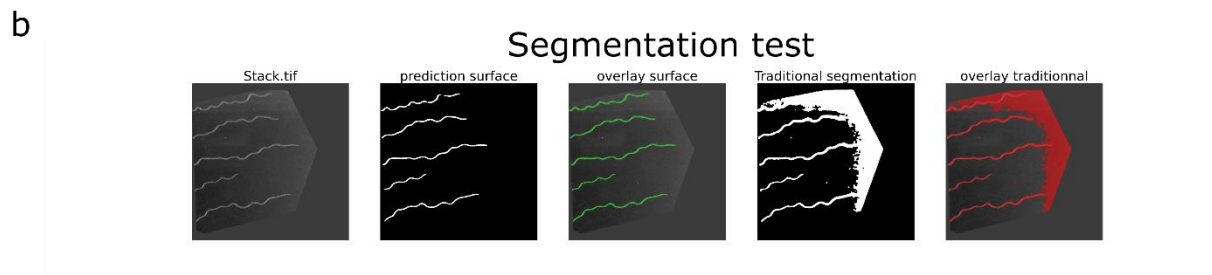 b
Segmentation test
Stack.tif
prediction surface
overlay surface
Traditional segmentation
overlay traditionnal